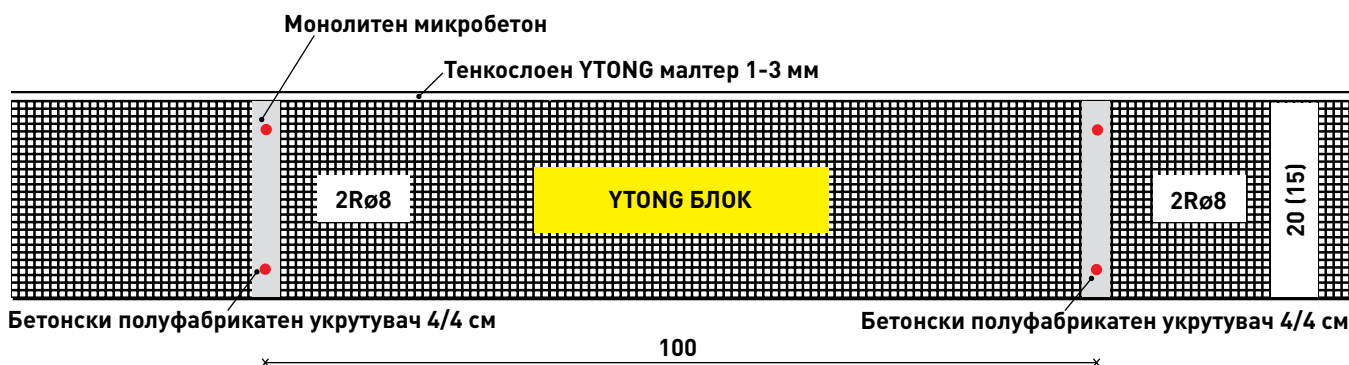 Монолитен микробетон
Тенкослоен YTONG малтер 1-3 мм
2Rø8
YTONG БЛОК
2Rø8
20 (15)
Бетонски полуфабрикатен укрутувач 4/4 см
Бетонски полуфабрикатен укрутувач 4/4 см
100